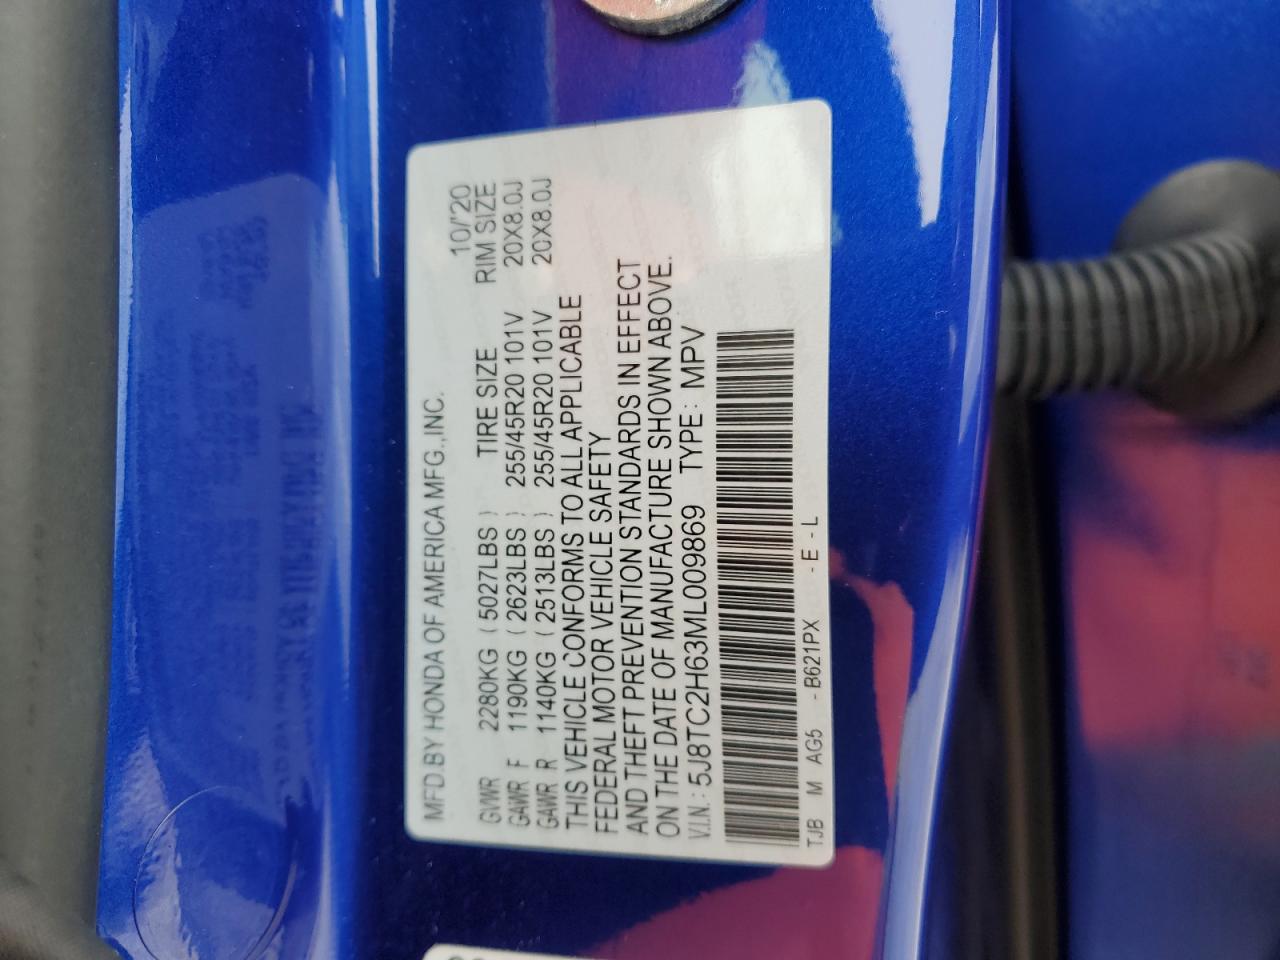 MFD.BY HONDA OF AMERICA MFG.,INC.
10/'20
GVWR 2280KG ( 5027LBS ) TIRE SIZE RIM SIZE
GAWR F 1190KG ( 2623LBS ) 255/45R20 101V 20X8.0J
GAWR R 1140KG ( 2513LBS ) 255/45R20 101V 20X8.0J
THIS VEHICLE CONFORMS TO ALL APPLICABLE
FEDERAL MOTOR VEHICLE SAFETY
AND THEFT PREVENTION STANDARDS IN EFFECT
ON THE DATE OF MANUFACTURE SHOWN ABOVE.
V.I.N.: 5J8TC2H63ML009869 TYPE: MPV
TJB M AG5 - B621PX - E - L